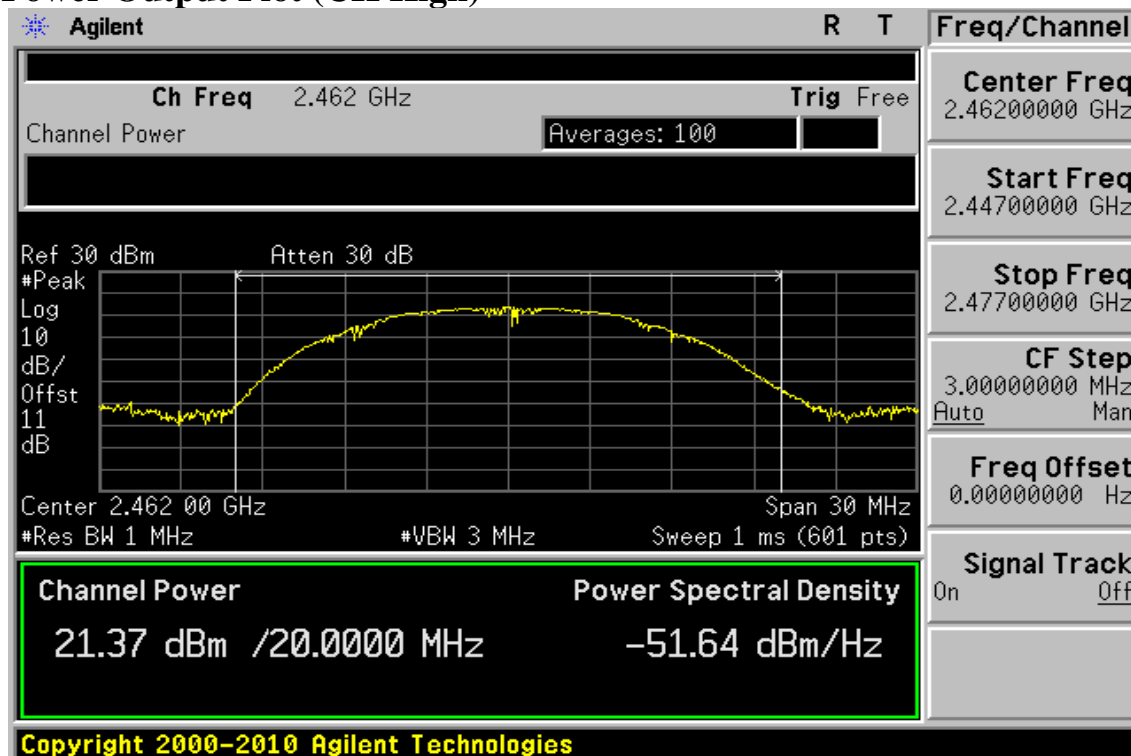 Power Output Plot (CH High)
Agilent R T
Freq/Channel
Ch Freq 2.462 GHz Trig Free
Channel Power Averages: 100
Center Freq
2.46200000 GHz
Start Freq
2.44700000 GHz
Stop Freq
2.47700000 GHz
CF Step
3.00000000 MHz
Auto Man
Freq Offset
0.00000000 Hz
Signal Track
On Off
Ref 30 dBm Atten 30 dB
#Peak
Log
10
dB/
Offst
11
dB
Center 2.462 00 GHz Span 30 MHz
#Res BW 1 MHz #VBW 3 MHz Sweep 1 ms (601 pts)
Channel Power Power Spectral Density
21.37 dBm /20.0000 MHz -51.64 dBm/Hz
Copyright 2000-2010 Agilent Technologies